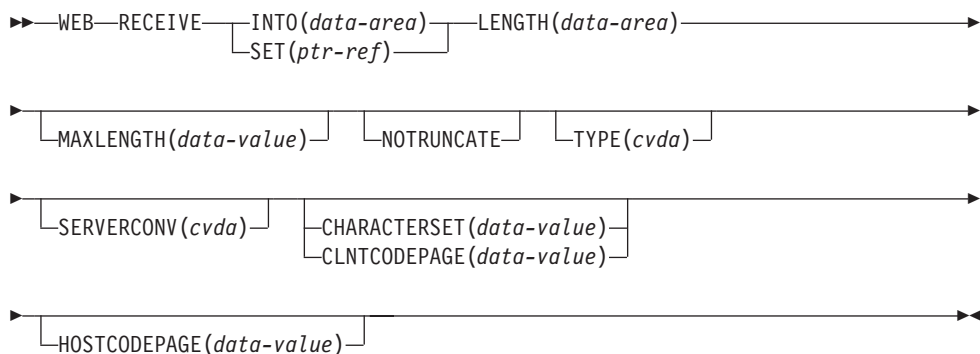 WEB RECEIVE INTO(data-area) LENGTH(data-area)
SET(ptr-ref)
MAXLENGTH(data-value) NOTRUNCATE TYPE(cvda)
SERVERCONV(cvda) CHARACTERSET(data-value)
CLNTCODEPAGE(data-value)
HOSTCODEPAGE(data-value)